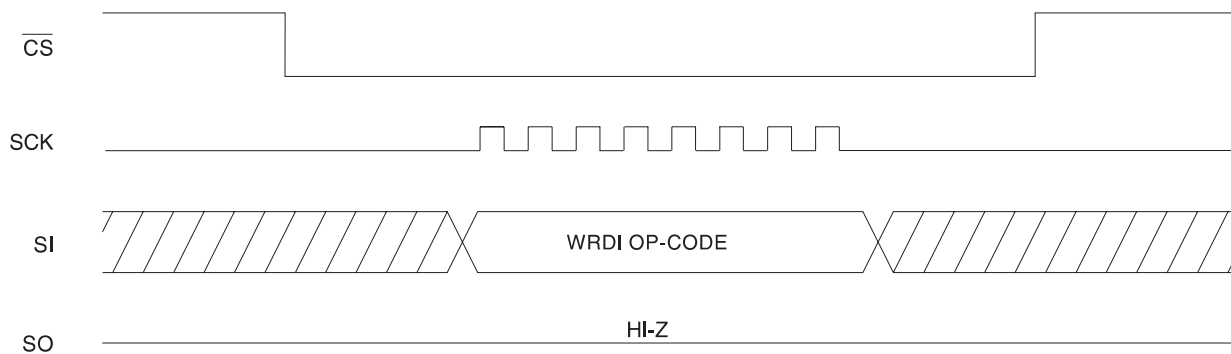 CS
SCK
SI
WRDI OP-CODE
HI-Z
SO